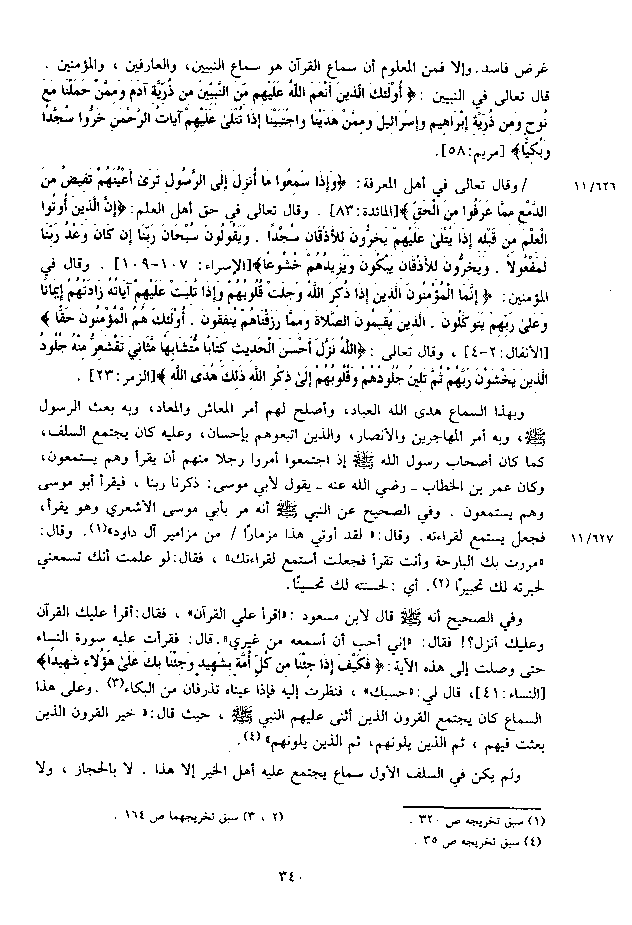 غرض فاسد. وإلا فمن المعلوم أن سماع القرآن هو سماع النبيين، والعارفين ، والمؤمنين .
قال تعالى في النبيين : ﴿ أُولَٰئِكَ الَّذِينَ أَنْعَمَ اللَّهُ عَلَيْهِم مِّنَ النَّبِيِّينَ مِن ذُرِّيَّةِ آدَمَ وَمِمَّنْ حَمَلْنَا مَعَ
نُوحٍ وَمِن ذُرِّيَّةِ إِبْرَاهِيمَ وَإِسْرَائِيلَ وَمِمَّنْ هَدَيْنَا وَاجْتَبَيْنَا إِذَا تُتْلَىٰ عَلَيْهِمْ آيَاتُ الرَّحْمَٰنِ خَرُّوا سُجَّدًا
وَبُكِيًّا﴾ [مريم:٥٨].
١١/٦٢٦ / وقال تعالى في أهل المعرفة: ﴿وَإِذَا سَمِعُوا مَا أُنزِلَ إِلَى الرَّسُولِ تَرَىٰ أَعْيُنَهُمْ تَفِيضُ مِنَ
الدَّمْعِ مِمَّا عَرَفُوا مِنَ الْحَقِّ ﴾[المائدة:٨٣] . وقال تعالى في حق أهل العلم: ﴿إِنَّ الَّذِينَ أُوتُوا
الْعِلْمَ مِن قَبْلِهِ إِذَا يُتْلَىٰ عَلَيْهِمْ يَخِرُّونَ لِلْأَذْقَانِ سُجَّدًا . وَيَقُولُونَ سُبْحَانَ رَبِّنَا إِن كَانَ وَعْدُ رَبِّنَا
لَمَفْعُولًا . وَيَخِرُّونَ لِلْأَذْقَانِ يَبْكُونَ وَيَزِيدُهُمْ خُشُوعًا﴾[الإسراء: ١٠٧-١٠٩] . وقال في
المؤمنين: ﴿ إِنَّمَا الْمُؤْمِنُونَ الَّذِينَ إِذَا ذُكِرَ اللَّهُ وَجِلَتْ قُلُوبُهُمْ وَإِذَا تُلِيَتْ عَلَيْهِمْ آيَاتُهُ زَادَتْهُمْ إِيمَانًا
وَعَلَىٰ رَبِّهِمْ يَتَوَكَّلُونَ . الَّذِينَ يُقِيمُونَ الصَّلَاةَ وَمِمَّا رَزَقْنَاهُمْ يُنفِقُونَ . أُولَٰئِكَ هُمُ الْمُؤْمِنُونَ حَقًّا ﴾
[الأنفال:٢-٤] ، وقال تعالى : ﴿اللَّهُ نَزَّلَ أَحْسَنَ الْحَدِيثِ كِتَابًا مُّتَشَابِهًا مَّثَانِيَ تَقْشَعِرُّ مِنْهُ جُلُودُ
الَّذِينَ يَخْشَوْنَ رَبَّهُمْ ثُمَّ تَلِينُ جُلُودُهُمْ وَقُلُوبُهُمْ إِلَىٰ ذِكْرِ اللَّهِ ذَٰلِكَ هُدَى اللَّهِ ﴾[الزمر:٢٣] .
وبهذا السماع هدى الله العباد، وأصلح لهم أمر المعاش والمعاد، وبه بعث الرسول
ﷺ ، وبه أمر المهاجرين والأنصار، والذين اتبعوهم بإحسان، وعليه كان يجتمع السلف،
كما كان أصحاب رسول الله ﷺ إذ اجتمعوا أمروا رجلا منهم أن يقرأ وهم يستمعون،
وكان عمر بن الخطاب ـ رضي الله عنه ـ يقول لأبي موسى: ذكرنا ربنا ، فيقرأ أبو موسى
وهم يستمعون . وفي الصحيح عن النبي ﷺ أنه مر بأبي موسى الأشعري وهو يقرأ،
١١/٦٢٧ فجعل يستمع لقراءته. وقال: « لقد أوتي هذا مزمارًا / من مزامير آل داود»(١). وقال:
«مررت بك البارحة وأنت تقرأ فجعلت أستمع لقراءتك» ، فقال: لو علمت أنك تسمعني
لحبرته لك تحبيرًا (٢). أي : لحسنته لك تحسينًا.
وفي الصحيح أنه ﷺ قال لابن مسعود : «اقرأ علي القرآن» ، فقال: أقرأ عليك القرآن
وعليك أنزل؟! فقال: «إني أحب أن أسمعه من غيري». قال: فقرأت عليه سورة النساء
حتى وصلت إلى هذه الآية: ﴿ فَكَيْفَ إِذَا جِئْنَا مِن كُلِّ أُمَّةٍ بِشَهِيدٍ وَجِئْنَا بِكَ عَلَىٰ هَٰؤُلَاءِ شَهِيدًا﴾
[النساء:٤١]، قال لي: «حسبك» ، فنظرت إليه فإذا عيناه تذرفان من البكاء(٣). وعلى هذا
السماع كان يجتمع القرون الذين أثنى عليهم النبي ﷺ ، حيث قال: « خير القرون الذين
بعثت فيهم ، ثم الذين يلونهم، ثم الذين يلونهم» (٤).
ولم يكن في السلف الأول سماع يجتمع عليه أهل الخير إلا هذا . لا بالحجاز ، ولا
(١) سبق تخريجه ص ٣٢٠ . (٢ ، ٣) سبق تخريجهما ص ١٦٤ .
(٤) سبق تخريجه ص ٣٥ .
٣٤٠